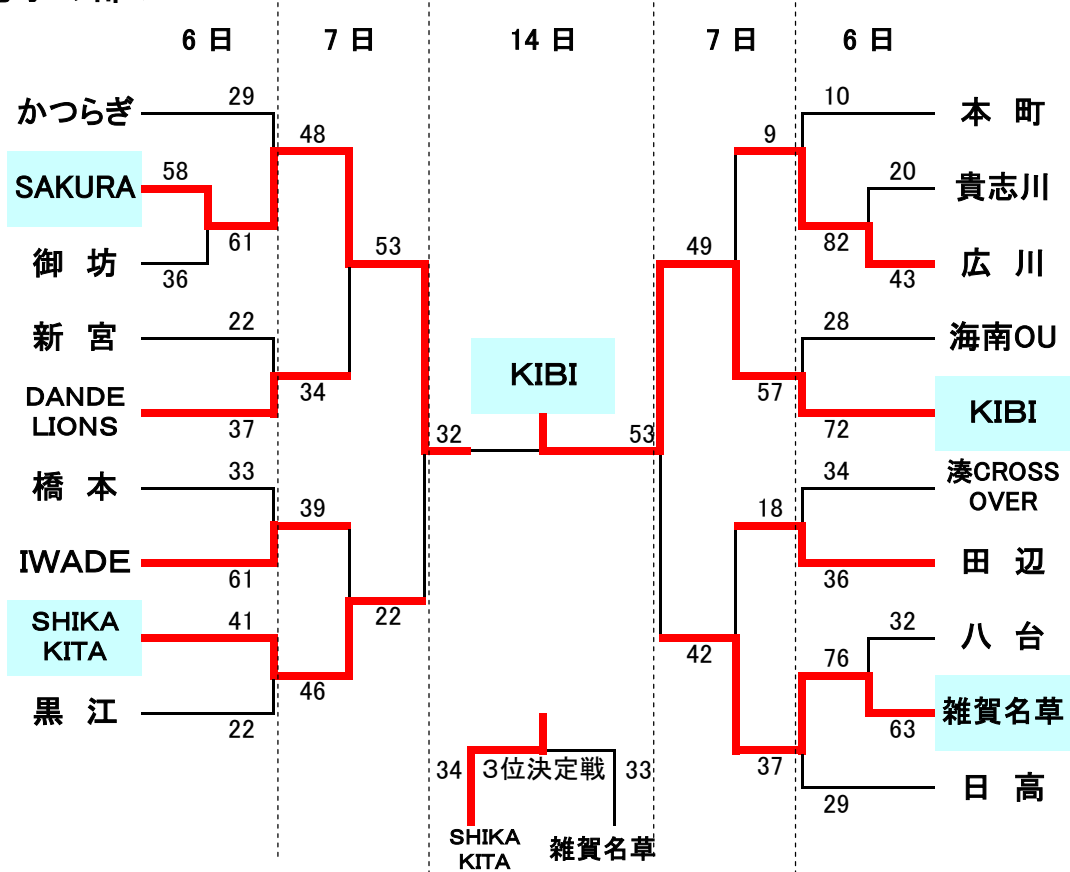 6 日 7 日 14 日 7 日 6 日
かつらぎ 29
SAKURA 58
61
御 坊 36
48
新 宮 22
DANDE
LIONS 37
34
53
橋 本 33
IWADE 61
39
SHIKA
KITA 41
46
黒 江 22
22
32
KIBI
53
10 本 町
9
20 貴志川
82
43 広 川
49
28 海南OU
57
72 KIBI
34 湊CROSS
OVER
18
36 田 辺
42
32 八 台
76
63 雑賀名草
37
29 日 高
34 3位決定戦 33
SHIKA
KITA
雑賀名草